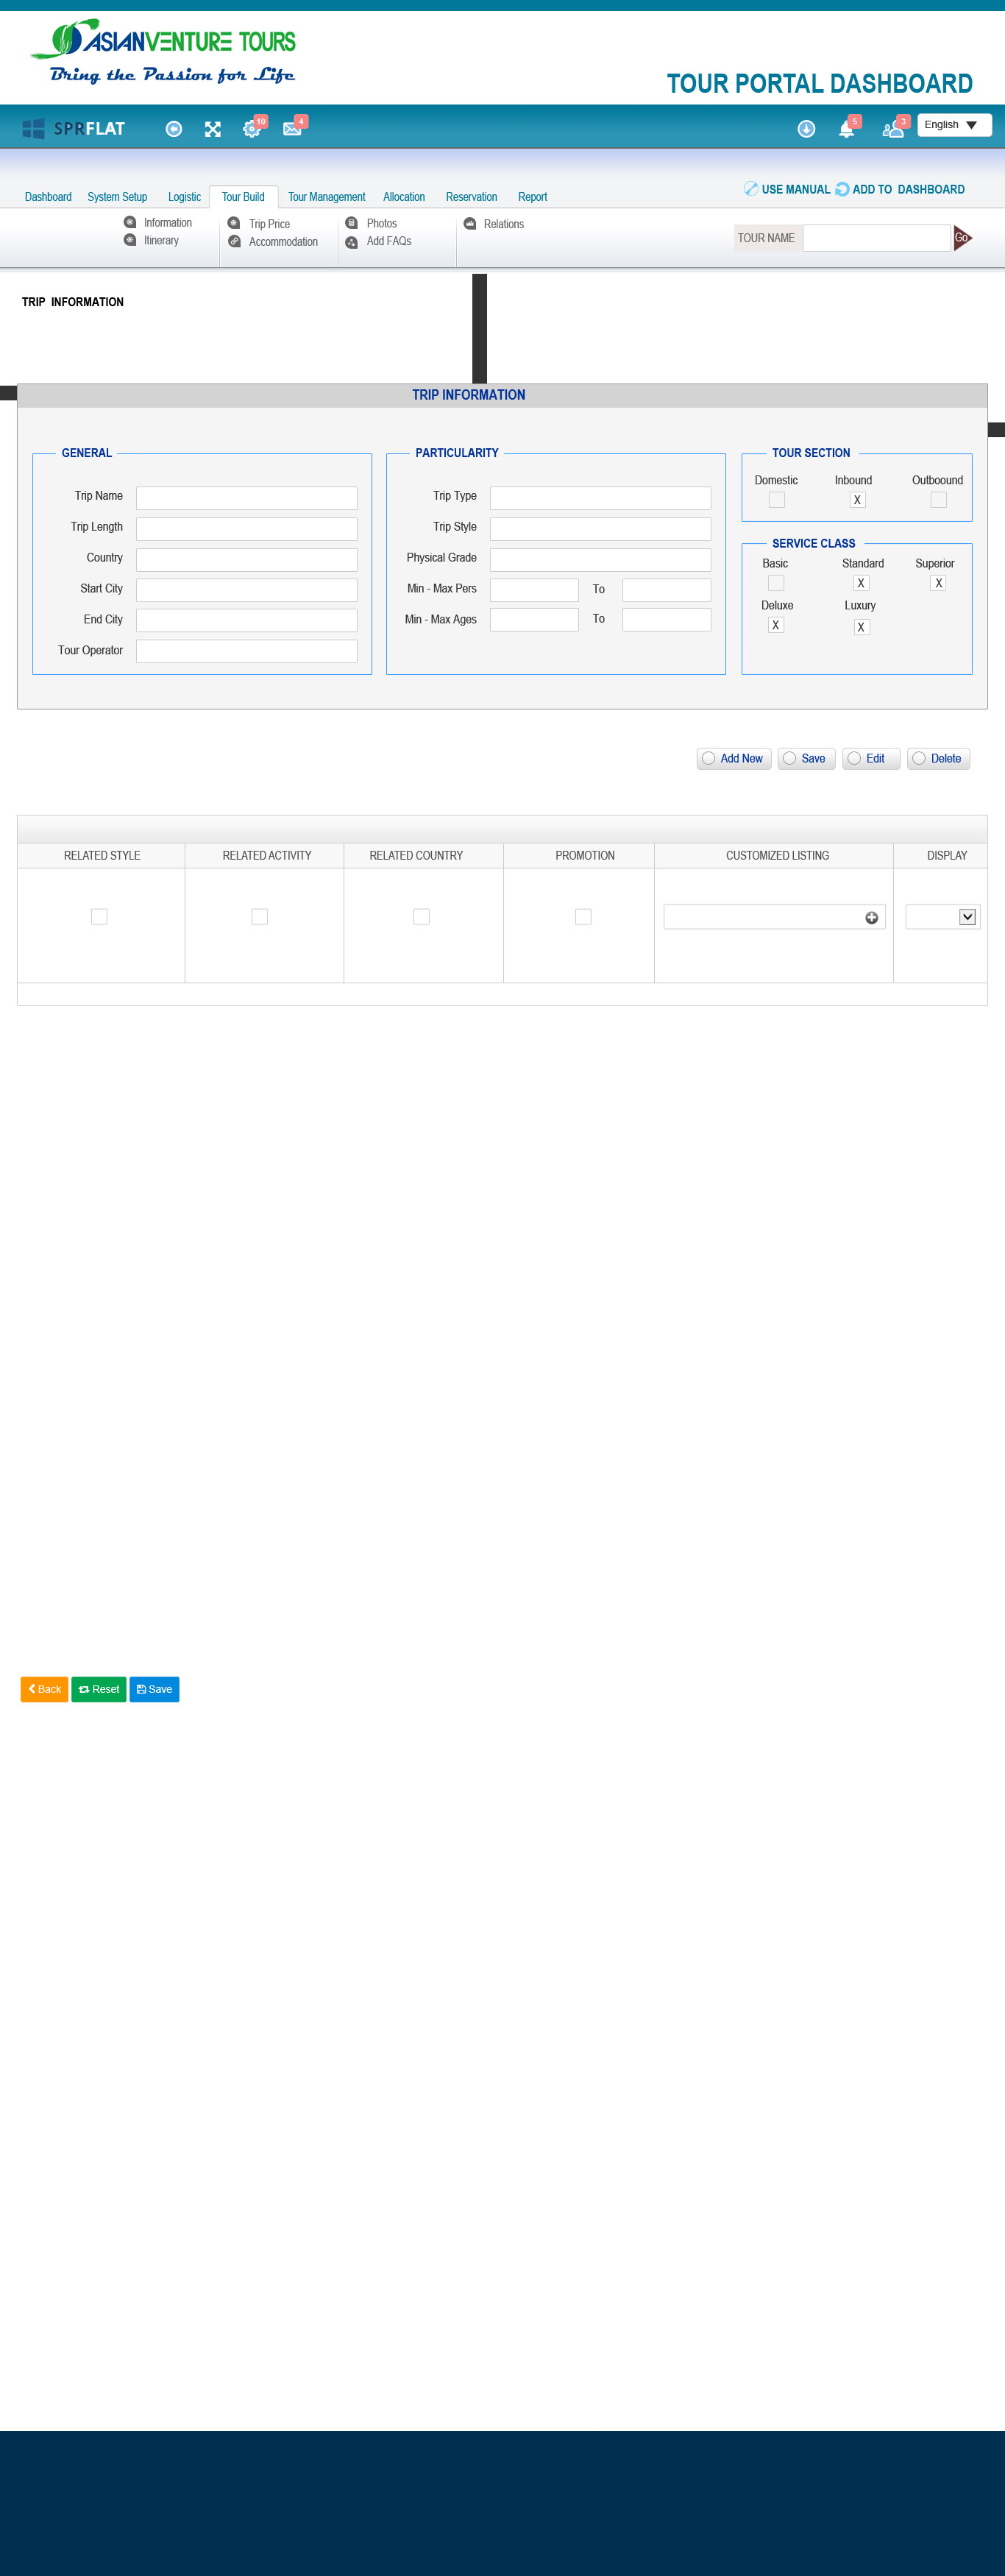 ASIANVENTURE TOURS
Bring the Passion for Life
TOUR PORTAL DASHBOARD
SPRFLAT 10 4 5 3 English
USE MANUAL ADD TO DASHBOARD
Dashboard System Setup Logistic Tour Build Tour Management Allocation Reservation Report
Information Trip Price Photos Relations
Itinerary Accommodation Add FAQs
TOUR NAME Go
TRIP INFORMATION
TRIP INFORMATION
GENERAL
Trip Name
Trip Length
Country
Start City
End City
Tour Operator
PARTICULARITY
Trip Type
Trip Style
Physical Grade
Min - Max Pers To
Min - Max Ages To
TOUR SECTION
Domestic Inbound Outboound
X
SERVICE CLASS
Basic Standard Superior
X X
Deluxe Luxury
X X
Add New Save Edit Delete
RELATED STYLE RELATED ACTIVITY RELATED COUNTRY PROMOTION CUSTOMIZED LISTING DISPLAY
Back Reset Save